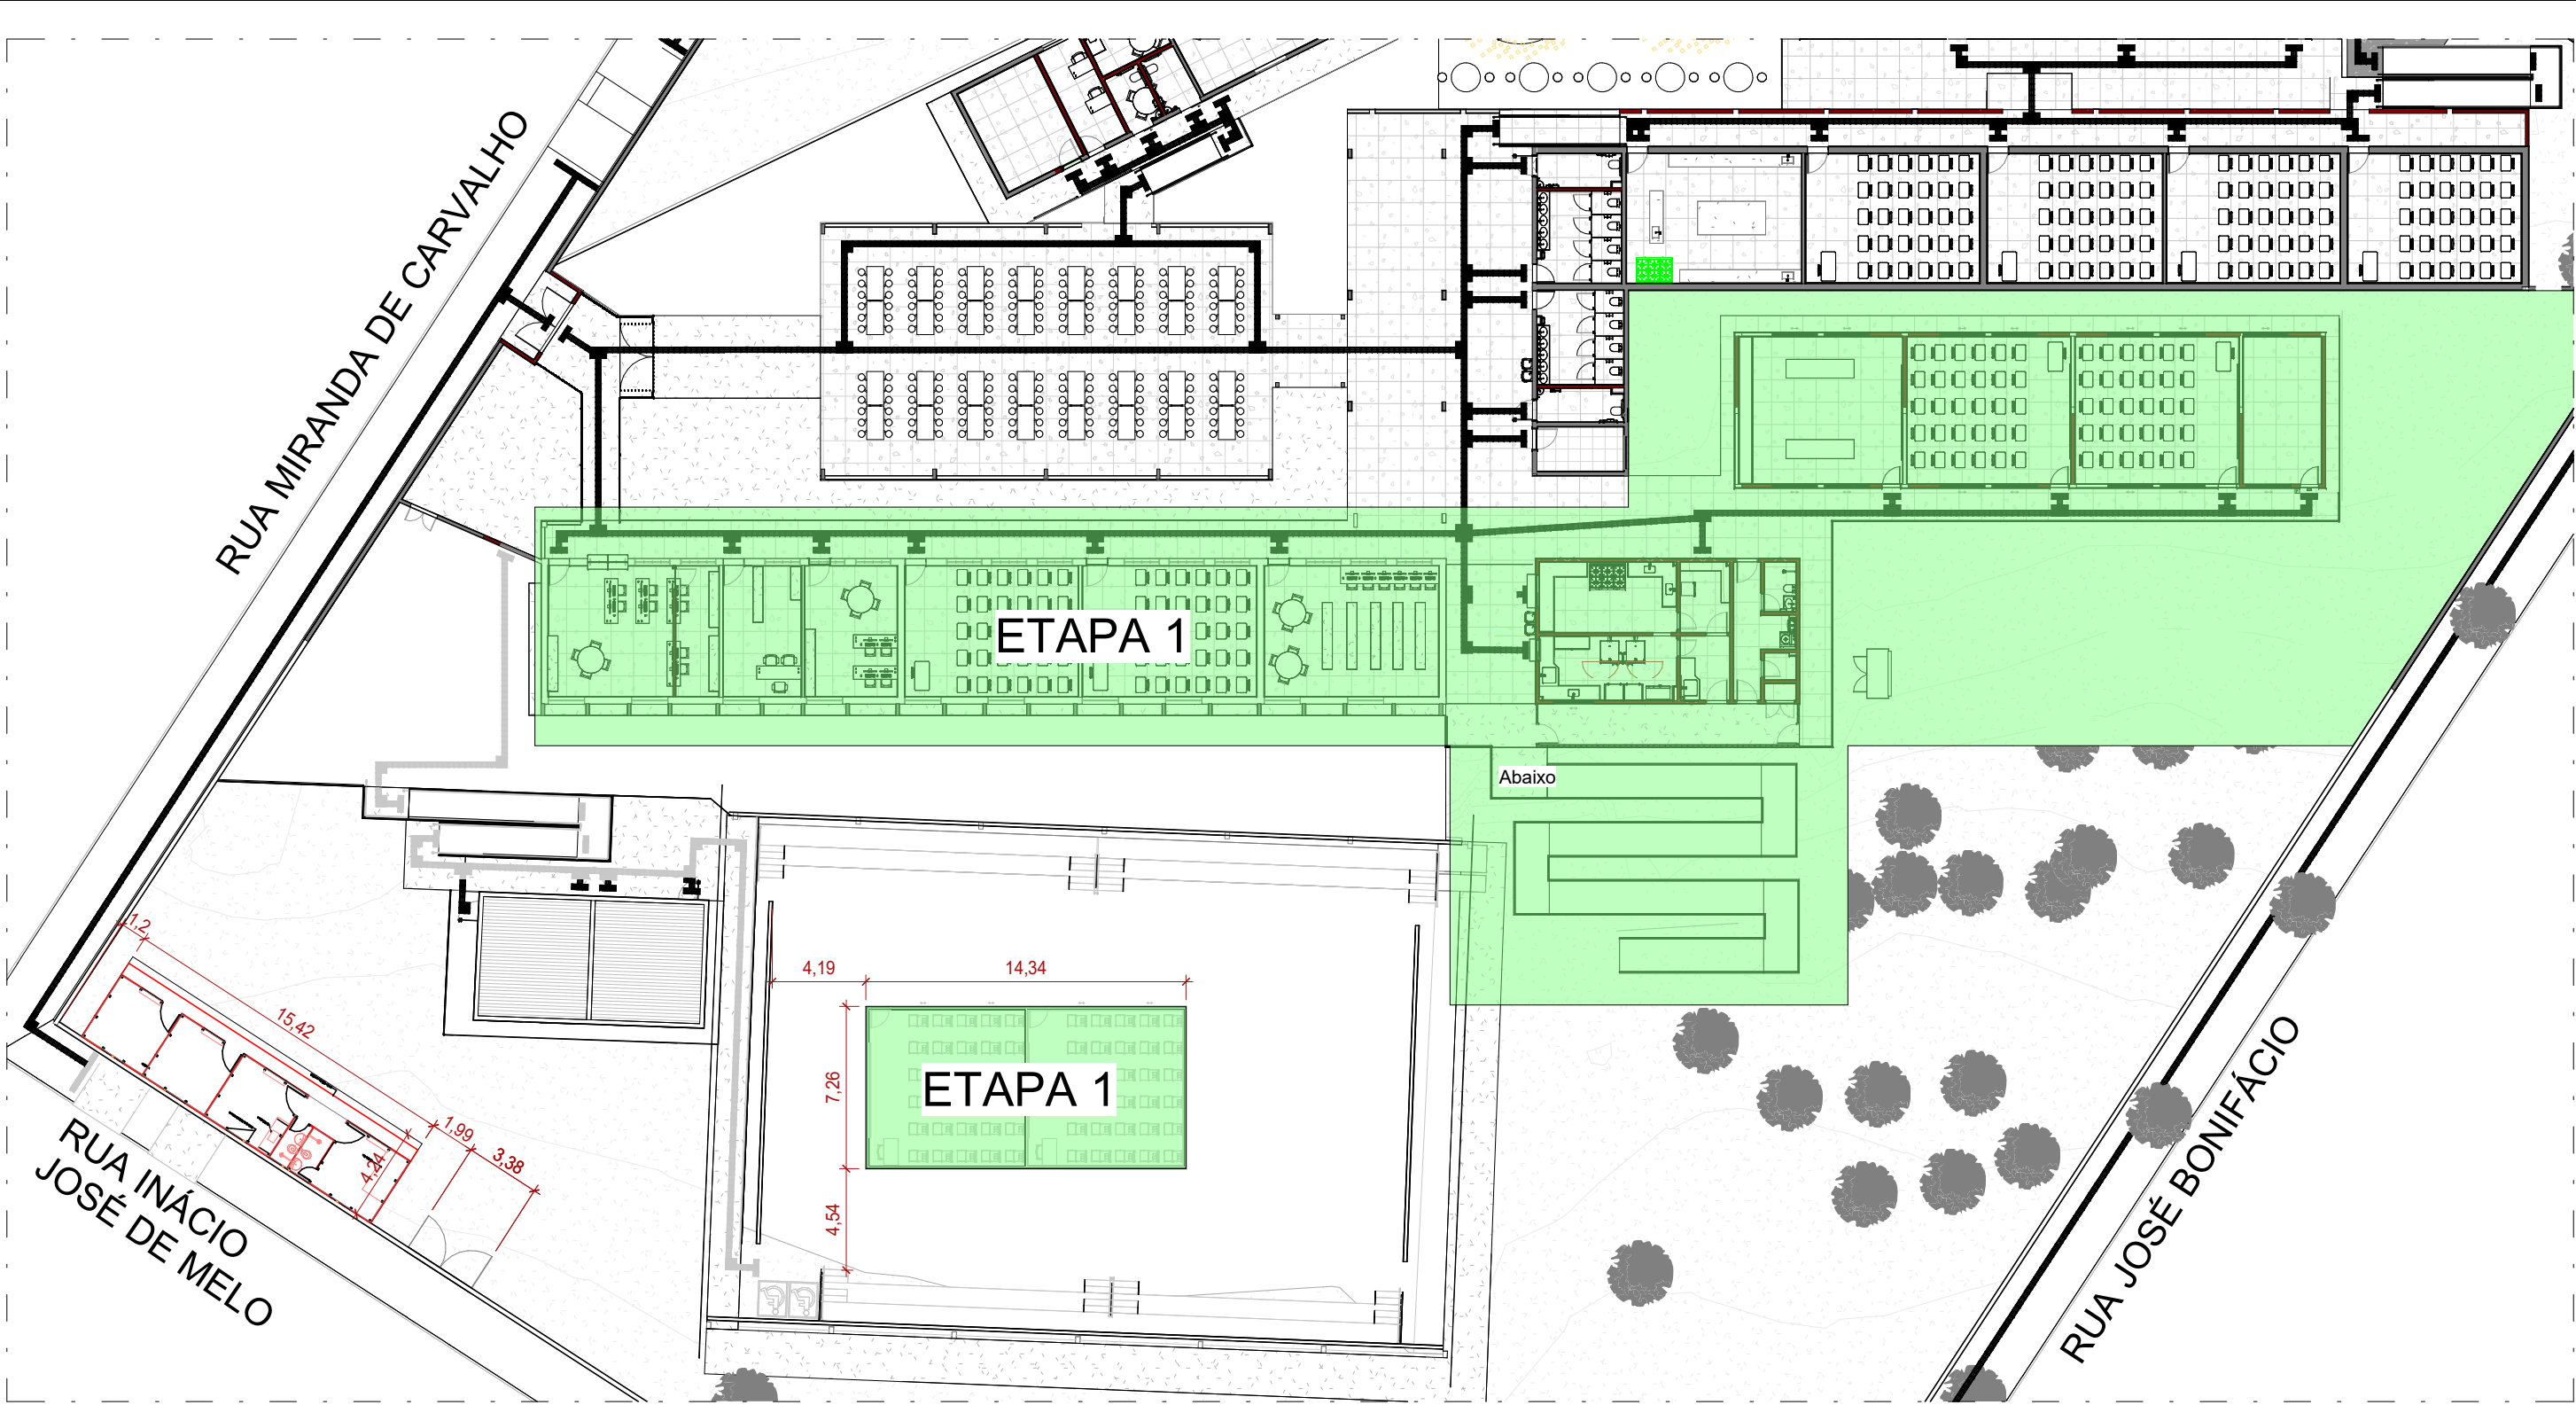 RUA MIRANDA DE CARVALHO
ETAPA 1
Abaixo
1,2
15,42
1,99
3,38
4,24
4,19
14,34
7,26
4,54
ETAPA 1
RUA INÁCIO
JOSÉ DE MELO
RUA JOSÉ BONIFÁCIO